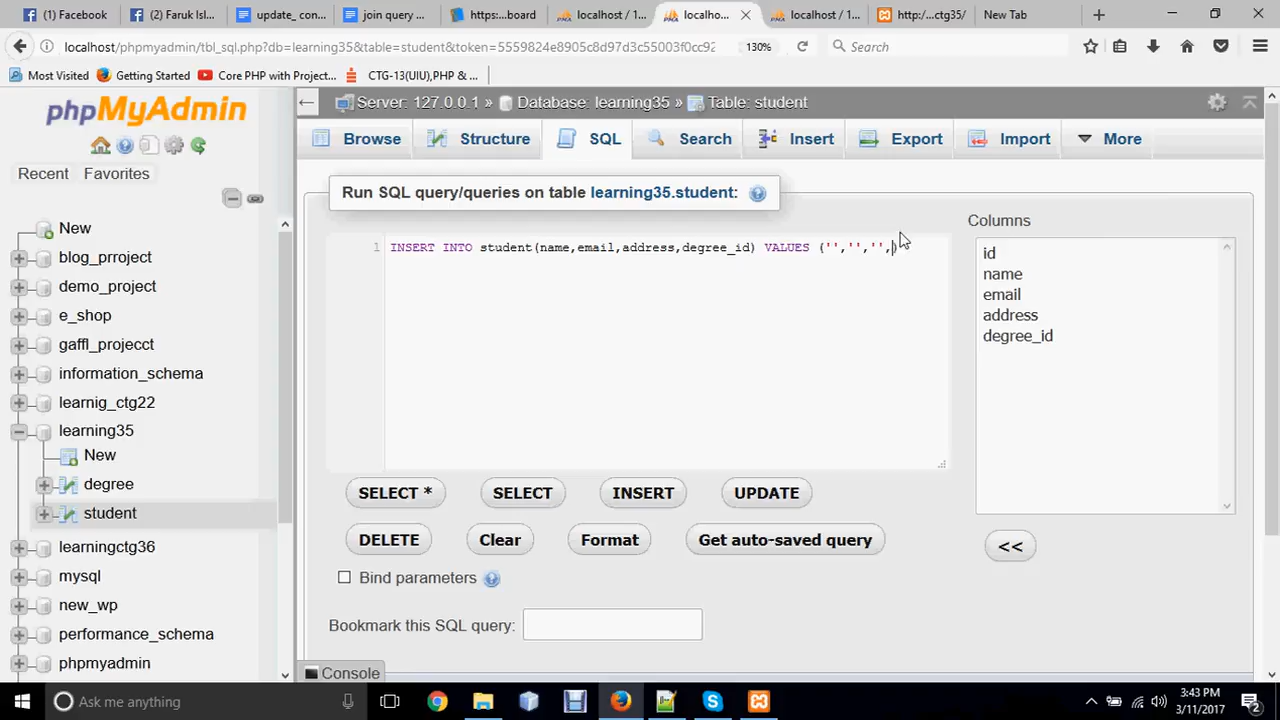 (1) Facebook
(2) Faruk Isl...
update_ con...
join query ...
https:...board
localhost / 1...
localho...
localhost / 1...
http:/...ctg35/
New Tab
localhost/phpmyadmin/tbl_sql.php?db=learning35&table=student&token=55598245b05c8d97d3c55003f0cc92
130%
Search
Most Visited
Getting Started
Core PHP with Project...
CTG-13(UIU),PHP & ...
phpMyAdmin
Recent
Favorites
New
blog_prroject
demo_project
e_shop
gaffl_projecct
information_schema
learnig_ctg22
learning35
New
degree
student
learningctg36
mysql
new_wp
performance_schema
phpmyadmin
Server: 127.0.0.1 » Database: learning35 » Table: student
Browse
Structure
SQL
Search
Insert
Export
Import
More
Run SQL query/queries on table learning35.student:
1 INSERT INTO student(name,email,address,degree_id) VALUES ('','','',)
Columns
id
name
email
address
degree_id
SELECT *
SELECT
INSERT
UPDATE
DELETE
Clear
Format
Get auto-saved query
<<
Bind parameters
Bookmark this SQL query:
Console
Ask me anything
3:43 PM
3/11/2017
2